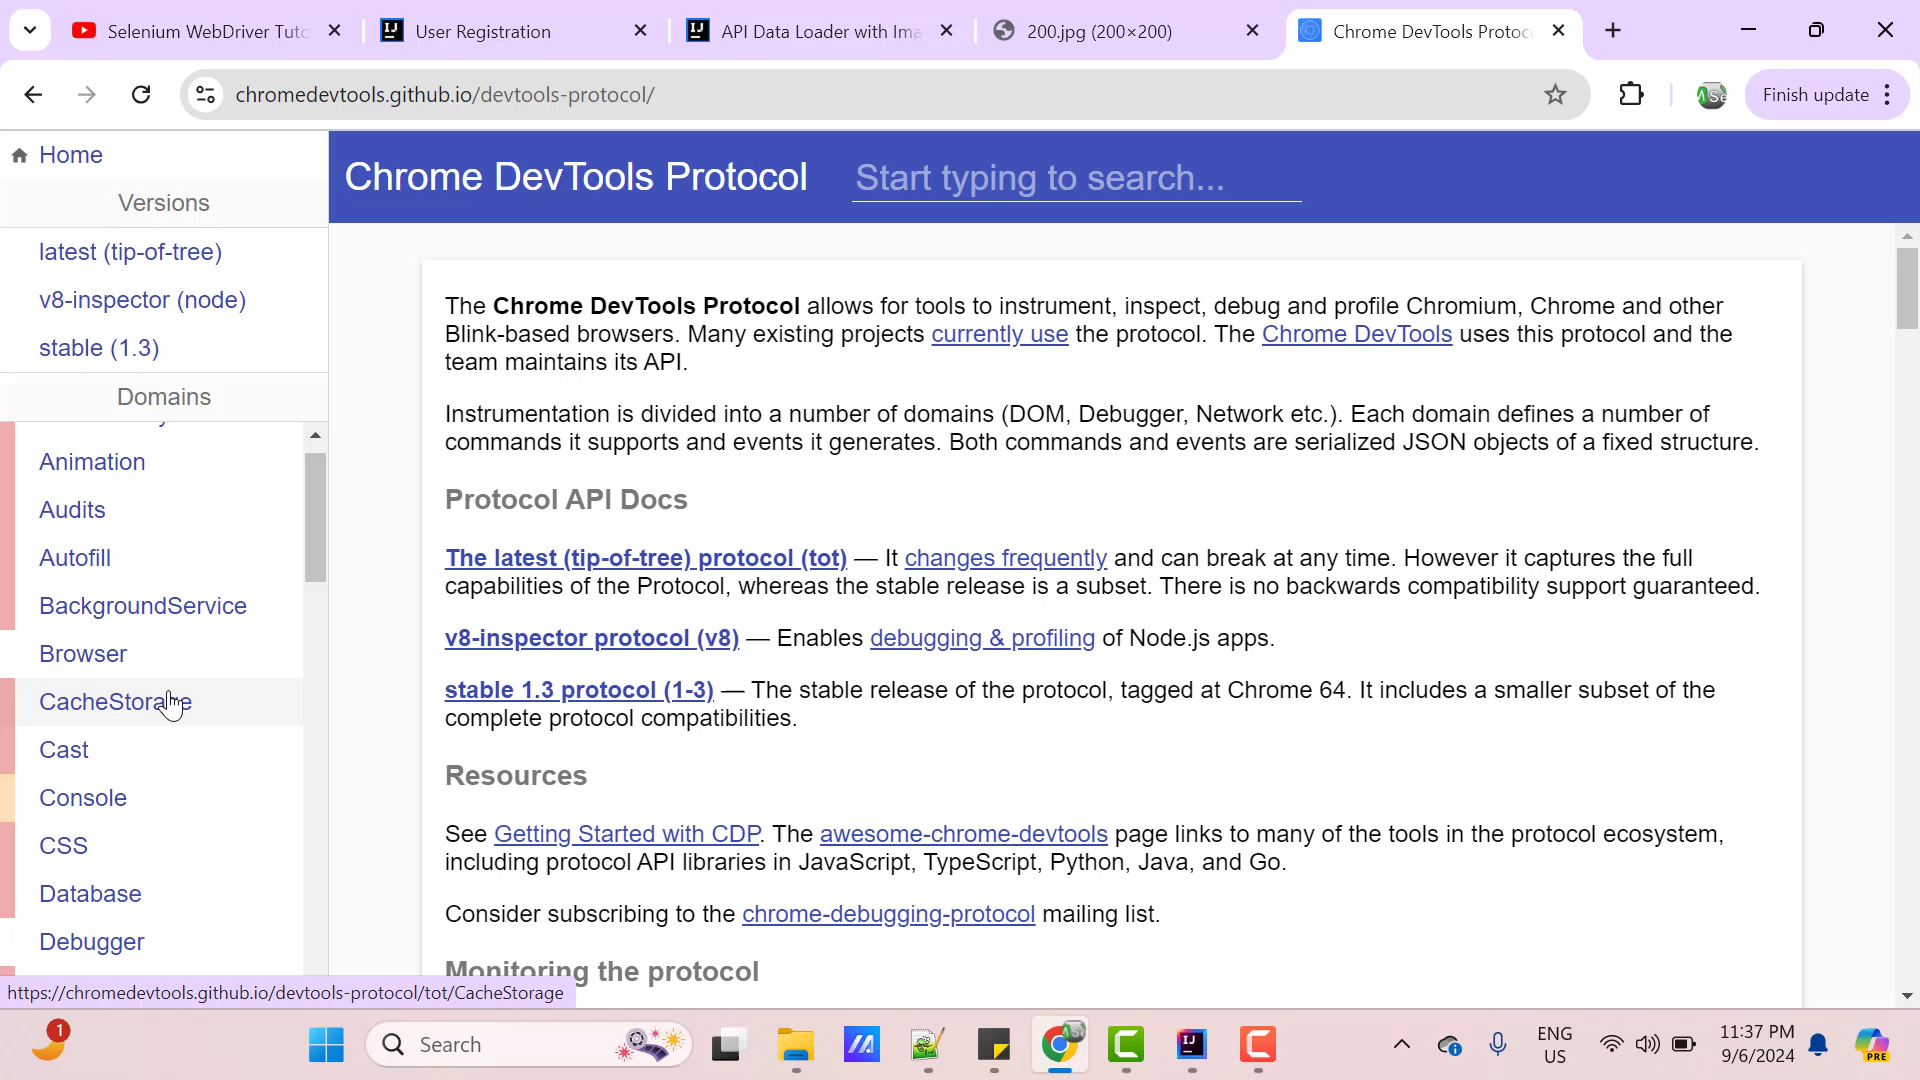 Selenium WebDriver Tuto
User Registration
API Data Loader with Ima
200.jpg (200×200)
Chrome DevTools Protoc
chromedevtools.github.io/devtools-protocol/
Finish update
Home
Versions
latest (tip-of-tree)
v8-inspector (node)
stable (1.3)
Domains
Animation
Audits
Autofill
BackgroundService
Browser
CacheStorage
Cast
Console
CSS
Database
Debugger
Chrome DevTools Protocol
Start typing to search...
The Chrome DevTools Protocol allows for tools to instrument, inspect, debug and profile Chromium, Chrome and other
Blink-based browsers. Many existing projects currently use the protocol. The Chrome DevTools uses this protocol and the
team maintains its API.
Instrumentation is divided into a number of domains (DOM, Debugger, Network etc.). Each domain defines a number of
commands it supports and events it generates. Both commands and events are serialized JSON objects of a fixed structure.
Protocol API Docs
The latest (tip-of-tree) protocol (tot) — It changes frequently and can break at any time. However it captures the full
capabilities of the Protocol, whereas the stable release is a subset. There is no backwards compatibility support guaranteed.
v8-inspector protocol (v8) — Enables debugging & profiling of Node.js apps.
stable 1.3 protocol (1-3) — The stable release of the protocol, tagged at Chrome 64. It includes a smaller subset of the
complete protocol compatibilities.
Resources
See Getting Started with CDP. The awesome-chrome-devtools page links to many of the tools in the protocol ecosystem,
including protocol API libraries in JavaScript, TypeScript, Python, Java, and Go.
Consider subscribing to the chrome-debugging-protocol mailing list.
Monitoring the protocol
https://chromedevtools.github.io/devtools-protocol/tot/CacheStorage
1
Search
ENG
US
11:37 PM
9/6/2024
PRE